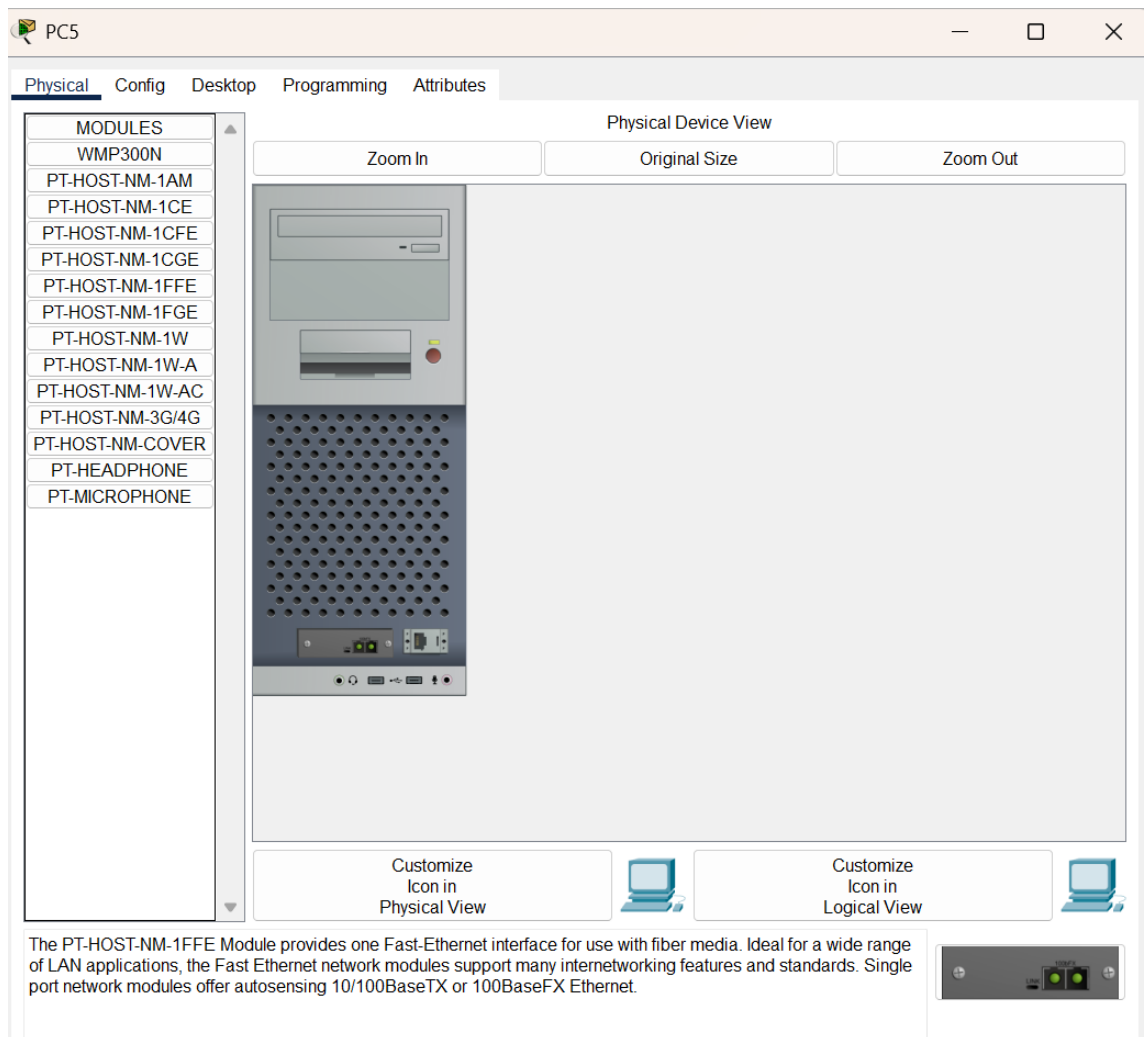 PC5
Physical Config Desktop Programming Attributes
MODULES
WMP300N
PT-HOST-NM-1AM
PT-HOST-NM-1CE
PT-HOST-NM-1CFE
PT-HOST-NM-1CGE
PT-HOST-NM-1FFE
PT-HOST-NM-1FGE
PT-HOST-NM-1W
PT-HOST-NM-1W-A
PT-HOST-NM-1W-AC
PT-HOST-NM-3G/4G
PT-HOST-NM-COVER
PT-HEADPHONE
PT-MICROPHONE
Physical Device View
Zoom In
Original Size
Zoom Out
Customize
Icon in
Physical View
Customize
Icon in
Logical View
The PT-HOST-NM-1FFE Module provides one Fast-Ethernet interface for use with fiber media. Ideal for a wide range
of LAN applications, the Fast Ethernet network modules support many internetworking features and standards. Single
port network modules offer autosensing 10/100BaseTX or 100BaseFX Ethernet.
100FX
LINK